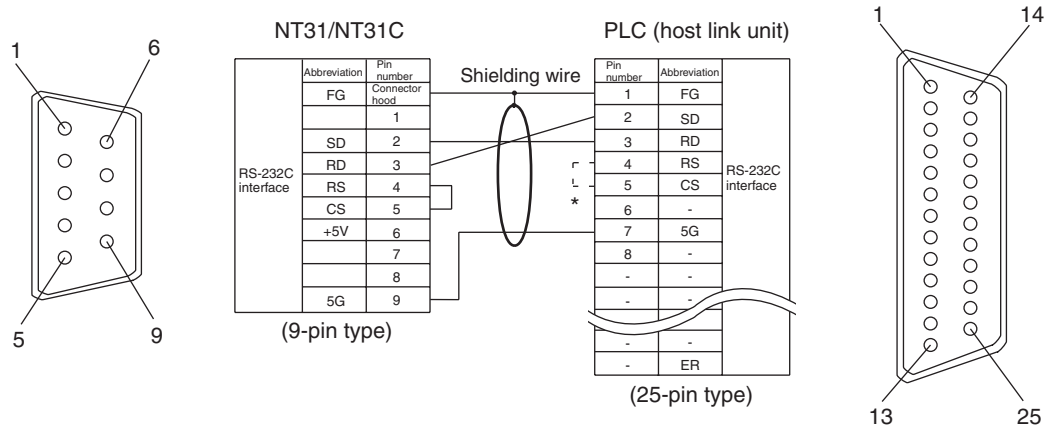 1
6
5
9
NT31/NT31C
RS-232C
interface
Abbreviation Pin
number
FG Connector
hood
1
SD 2
RD 3
RS 4
CS 5
+5V 6
7
8
5G 9
(9-pin type)
Shielding wire
*
PLC (host link unit)
Pin
number Abbreviation
1 FG
2 SD
3 RD
4 RS
5 CS
6 -
7 5G
8 -
- -
- -
- -
- ER
RS-232C
interface
(25-pin type)
1
14
13
25